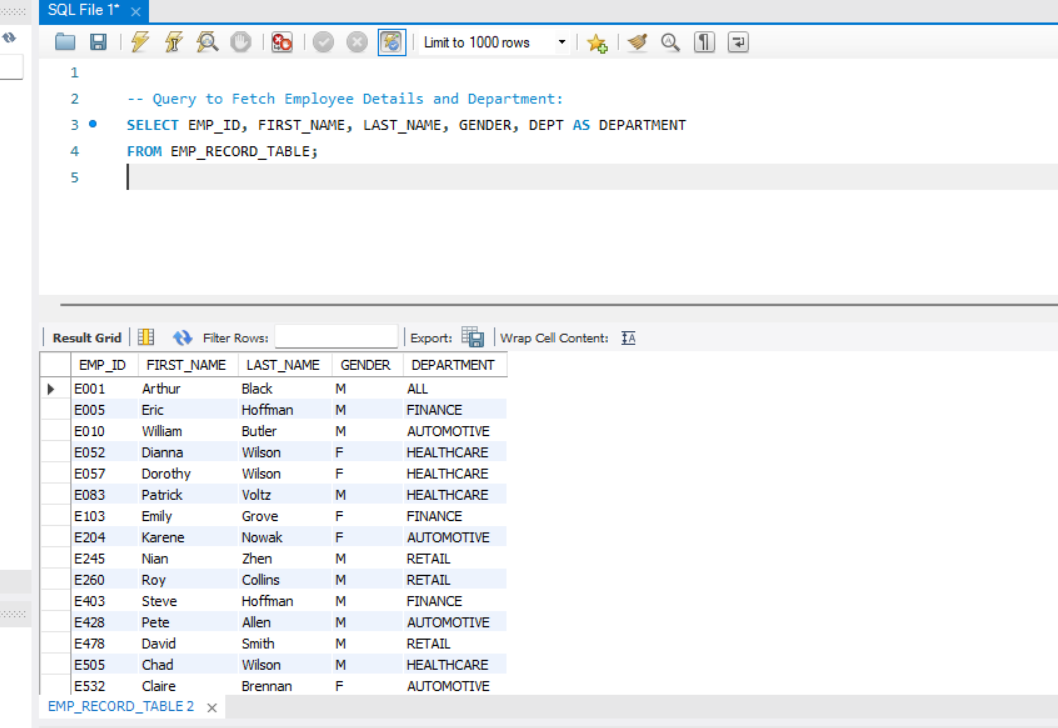 SQL File 1*
Limit to 1000 rows
1
2 -- Query to Fetch Employee Details and Department:
3 SELECT EMP_ID, FIRST_NAME, LAST_NAME, GENDER, DEPT AS DEPARTMENT
4 FROM EMP_RECORD_TABLE;
5
Result Grid Filter Rows: Export: Wrap Cell Content:
EMP_ID FIRST_NAME LAST_NAME GENDER DEPARTMENT
E001 Arthur Black M ALL
E005 Eric Hoffman M FINANCE
E010 William Butler M AUTOMOTIVE
E052 Dianna Wilson F HEALTHCARE
E057 Dorothy Wilson F HEALTHCARE
E083 Patrick Voltz M HEALTHCARE
E103 Emily Grove F FINANCE
E204 Karene Nowak F AUTOMOTIVE
E245 Nian Zhen M RETAIL
E260 Roy Collins M RETAIL
E403 Steve Hoffman M FINANCE
E428 Pete Allen M AUTOMOTIVE
E478 David Smith M RETAIL
E505 Chad Wilson M HEALTHCARE
E532 Claire Brennan F AUTOMOTIVE
EMP_RECORD_TABLE 2